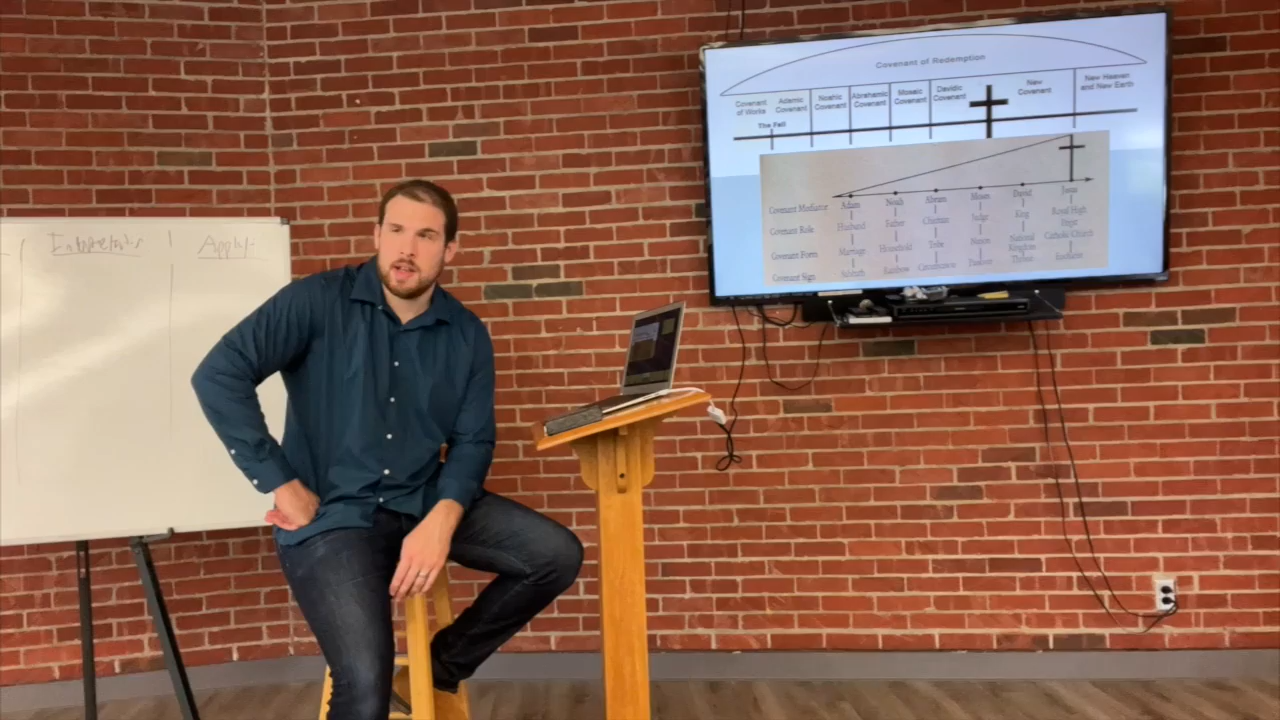 Apply
Covenant of Redemption
Covenant of Works
Adamic Covenant
Noahic Covenant
Abrahamic Covenant
Mosaic Covenant
Davidic Covenant
New Covenant
New Heaven and New Earth
The Fall
Covenant Mediator Adam Noah Abram Moses David Jesus
Covenant Role Husband Father Chieftain Judge King Royal High Priest
Covenant Form Marriage Household Tribe Nation National Kingdom Catholic Church
Covenant Sign Sabbath Rainbow Circumcision Passover Throne Eucharist